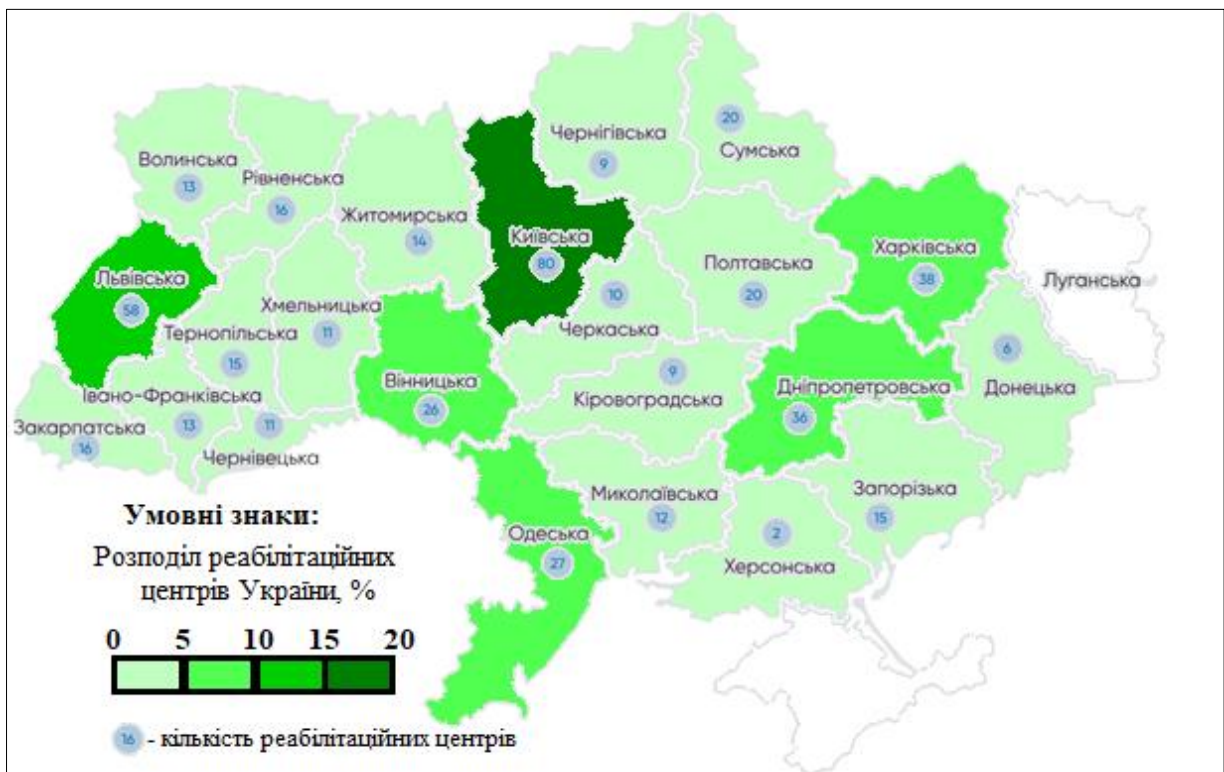 Чернігівська
9
20
Сумська
Волинська
13
Рівненська
16
Житомирська
14
Київська
80
Полтавська
20
Харківська
38
Луганська
Львівська
58
Хмельницька
11
Тернопільська
15
10
Черкаська
Вінницька
26
9
Кіровоградська
Дніпропетровська
36
6
Донецька
Івано-Франківська
13
Закарпатська
16
11
Чернівецька
Миколаївська
12
Запорізька
15
2
Херсонська
Одеська
27
Умовні знаки:
Розподіл реабілітаційних
центрів України, %
0 5 10 15 20
16 - кількість реабілітаційних центрів